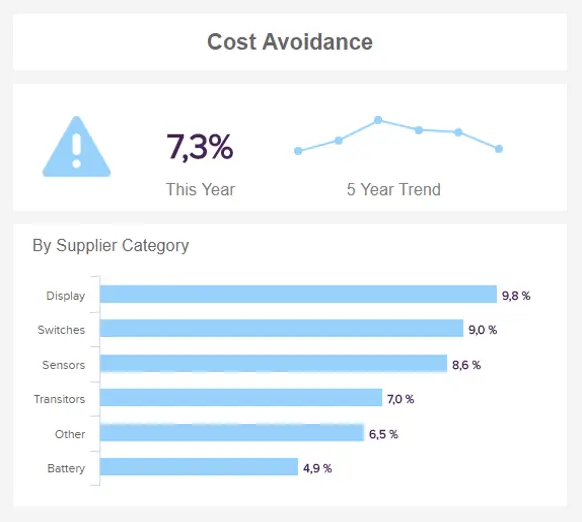 Cost Avoidance
7,3%
This Year
5 Year Trend
By Supplier Category
Display 9,8 %
Switches 9,0 %
Sensors 8,6 %
Transitors 7,0 %
Other 6,5 %
Battery 4,9 %